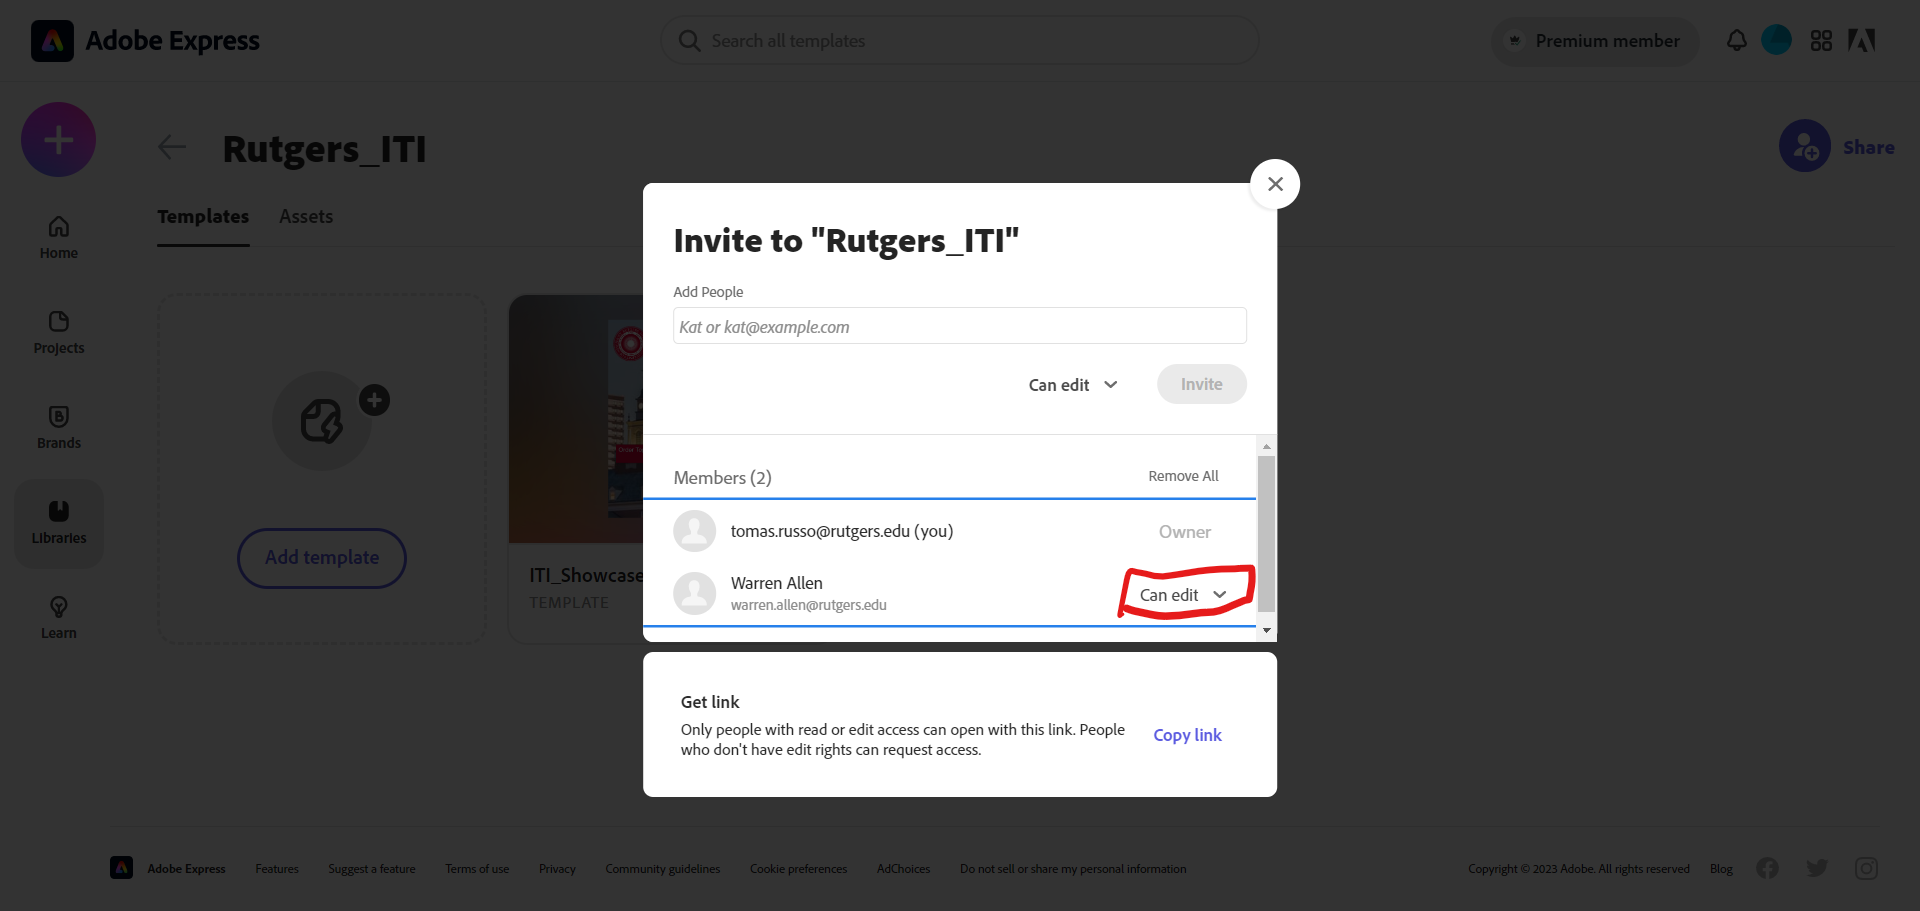 Adobe Express
Search all templates
Premium member
Rutgers_ITI
Share
Templates
Assets
Home
Projects
Brands
Libraries
Learn
Add template
ITI_Showcase
TEMPLATE
Invite to "Rutgers_ITI"
Add People
Kat or kat@example.com
Can edit
Invite
Members (2)
Remove All
tomas.russo@rutgers.edu (you)
Owner
Warren Allen
warren.allen@rutgers.edu
Can edit
Get link
Only people with read or edit access can open with this link. People
who don't have edit rights can request access.
Copy link
Adobe Express
Features
Suggest a feature
Terms of use
Privacy
Community guidelines
Cookie preferences
AdChoices
Do not sell or share my personal information
Copyright © 2023 Adobe. All rights reserved
Blog